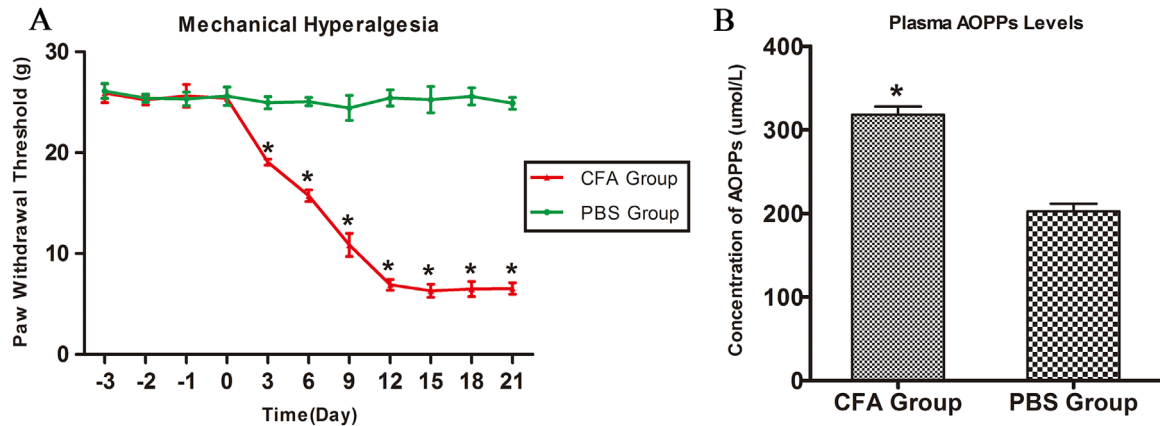 A
Mechanical Hyperalgesia
Paw Withdrawal Threshold (g)
30
20
10
0
-3 -2 -1 0 3 6 9 12 15 18 21
Time(Day)
* * * * * * *
CFA Group
PBS Group
B
Plasma AOPPs Levels
Concentration of AOPPs (umol/L)
400
300
200
100
0
*
CFA Group PBS Group